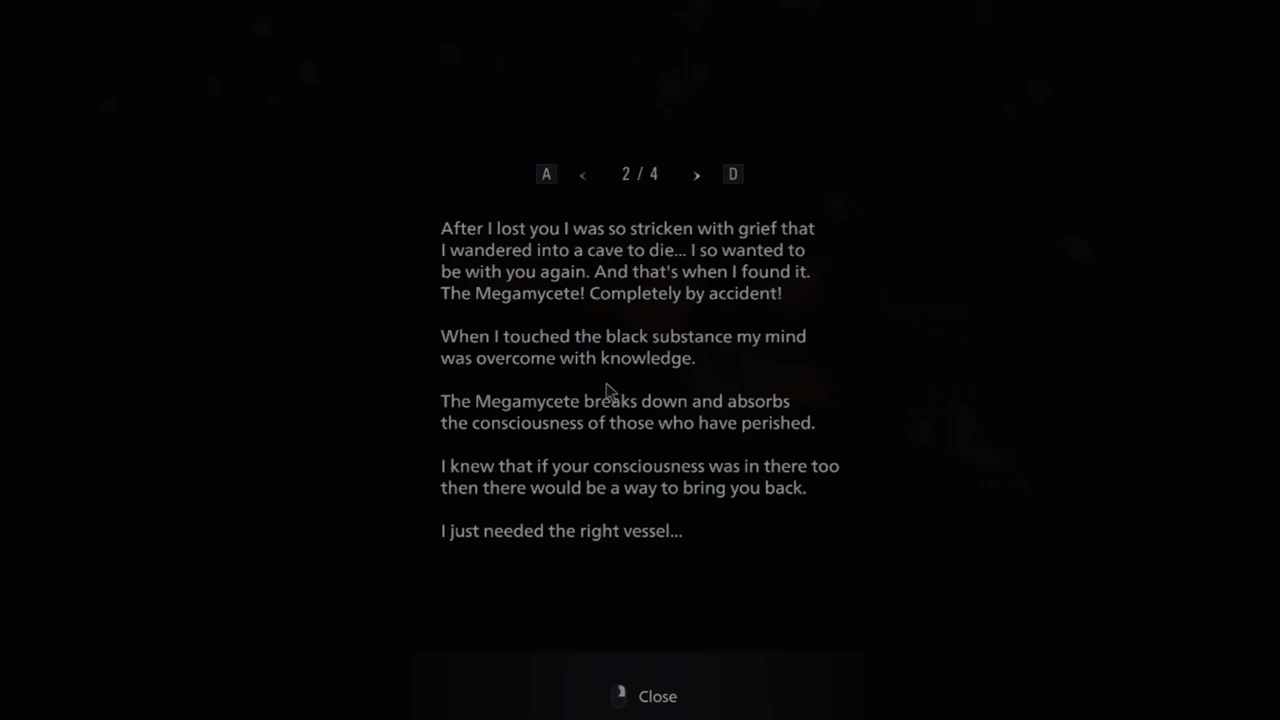 A < 2 / 4 > D
After I lost you I was so stricken with grief that
I wandered into a cave to die... I so wanted to
be with you again. And that's when I found it.
The Megamycete! Completely by accident!
When I touched the black substance my mind
was overcome with knowledge.
The Megamycete breaks down and absorbs
the consciousness of those who have perished.
I knew that if your consciousness was in there too
then there would be a way to bring you back.
I just needed the right vessel...
Close